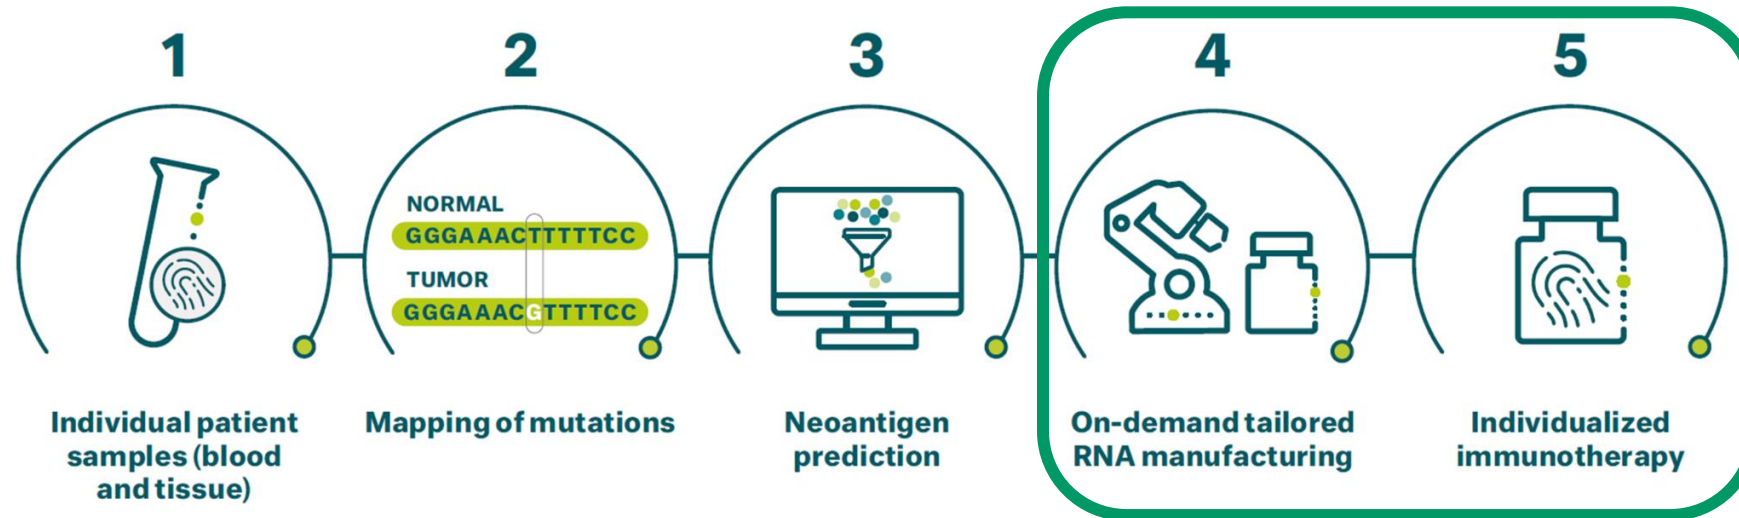 1
2
3
4
5
NORMAL
GGGAAACTTTTTCC
TUMOR
GGGAAACGTTTTCC
Individual patient
samples (blood
and tissue)
Mapping of mutations
Neoantigen
prediction
On-demand tailored
RNA manufacturing
Individualized
immunotherapy